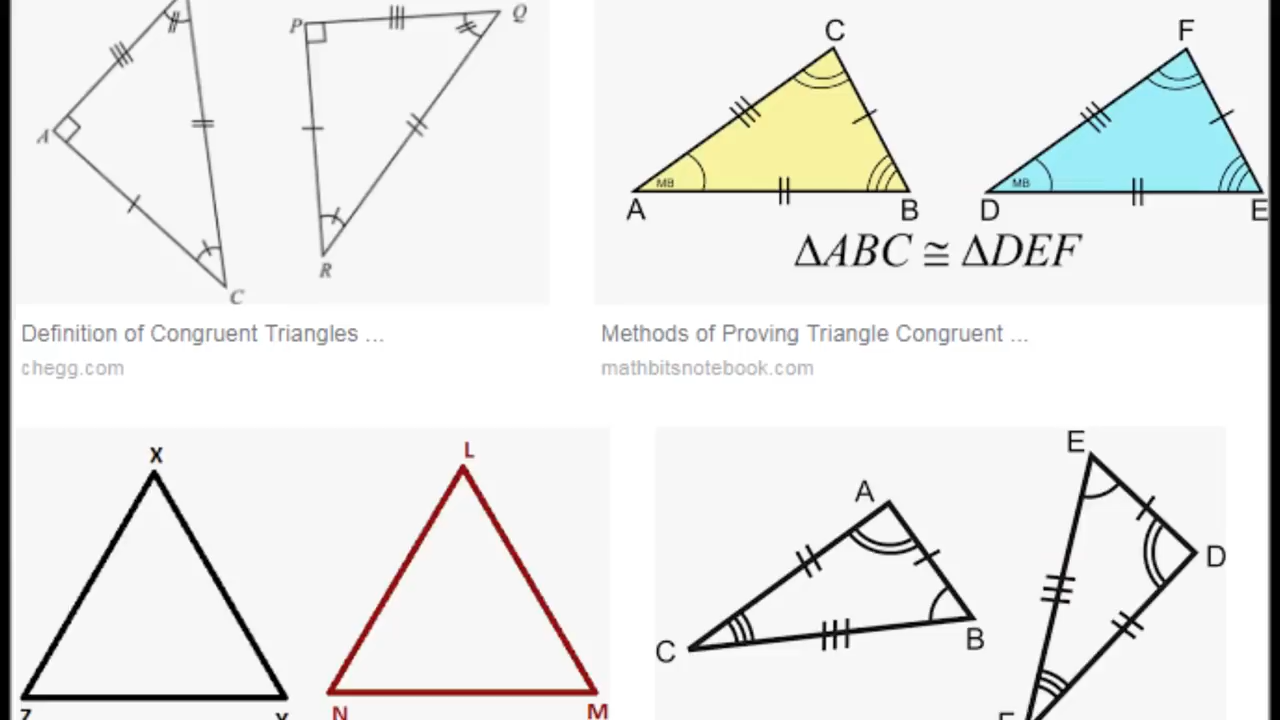 P
Q
A
R
C
C
F
MB
MB
A
B
D
E
ΔABC ≅ ΔDEF
Definition of Congruent Triangles ...
Methods of Proving Triangle Congruent ...
chegg.com
mathbitsnotebook.com
X
L
N
M
E
A
D
B
C